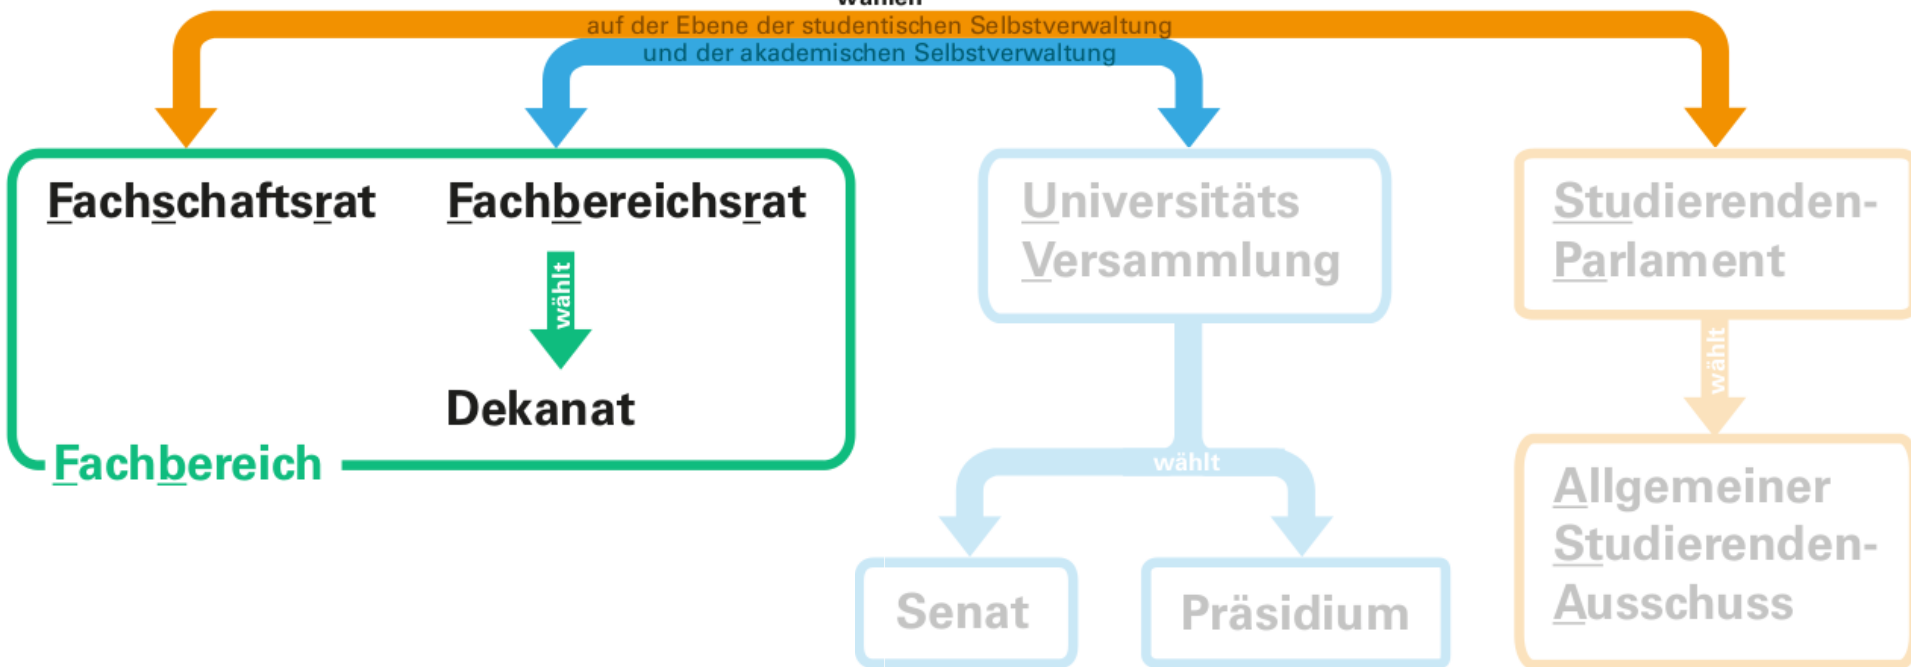 wählen
auf der Ebene der studentischen Selbstverwaltung
und der akademischen Selbstverwaltung
Fachschaftsrat
Fachbereichsrat
wählt
Dekanat
Fachbereich
Universitäts
Versammlung
wählt
Senat
Präsidium
Studierenden-
Parlament
wählt
Allgemeiner
Studierenden-
Ausschuss